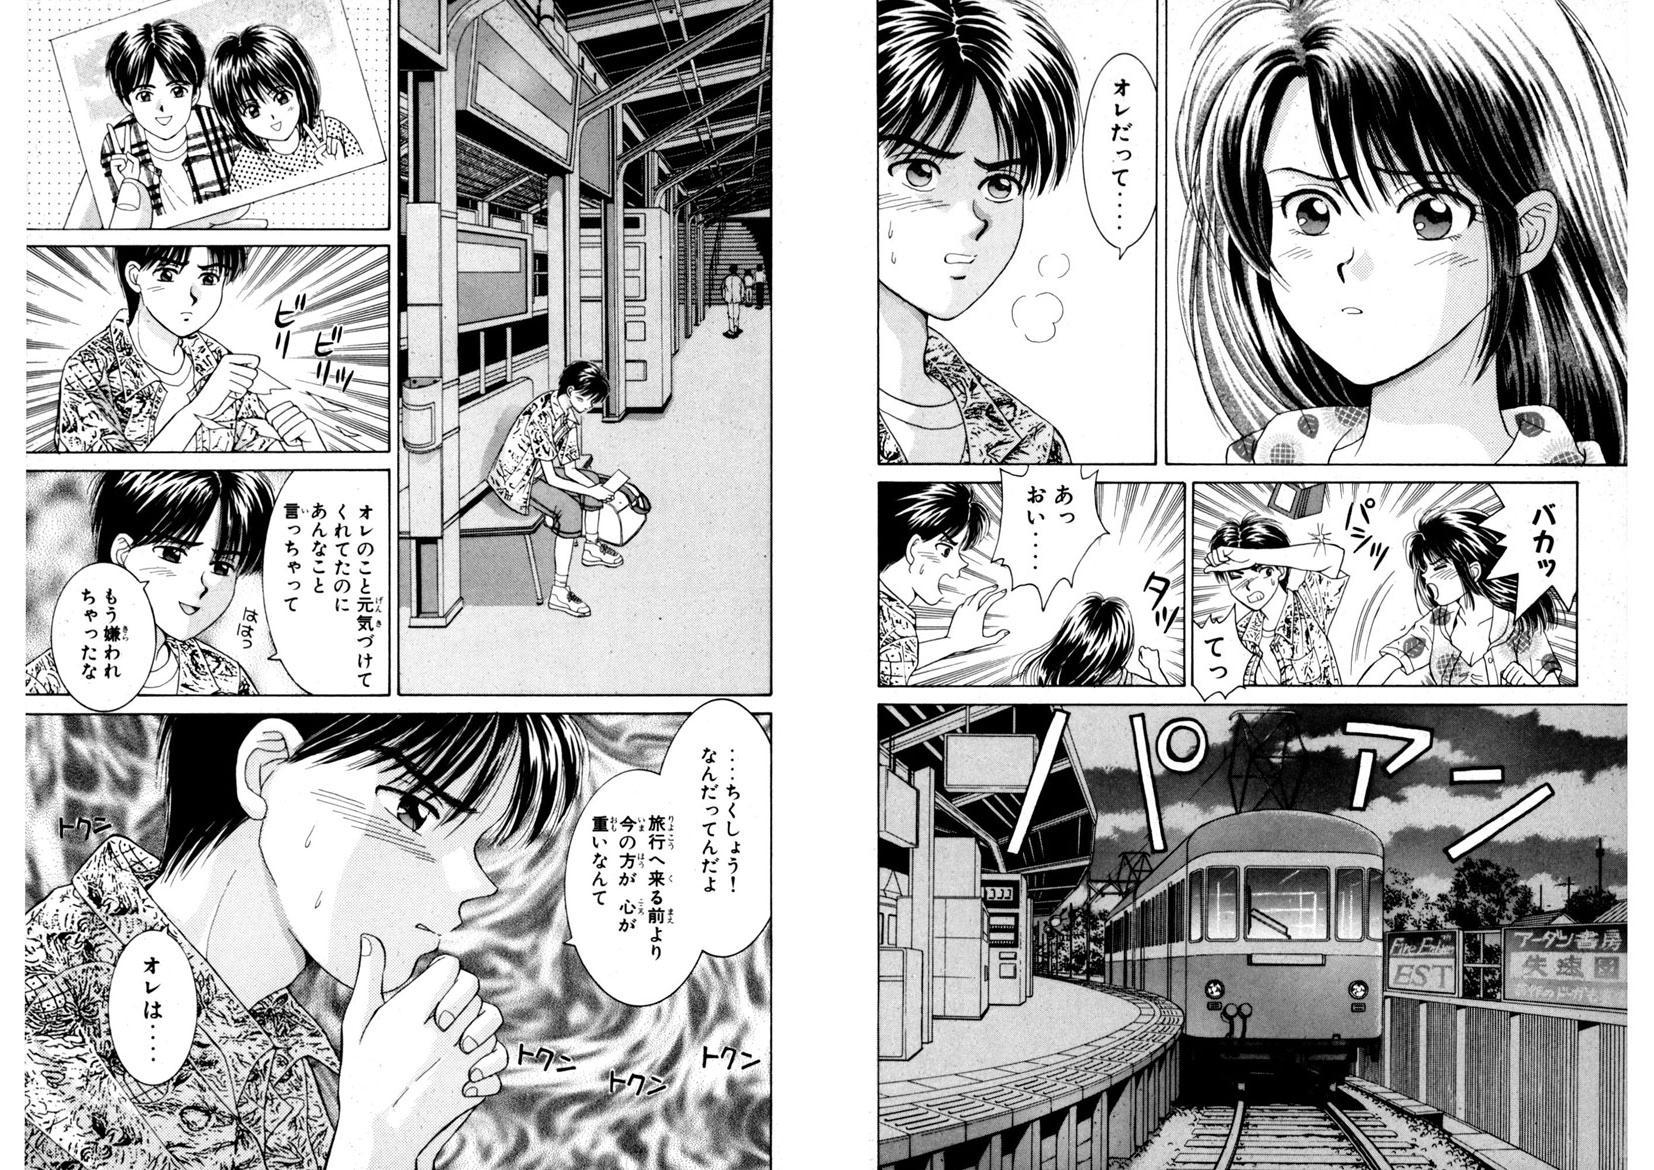 オレだって‥‥
バカッ
パシッ
てっ
あっ
おい‥‥
タッ
パアーン
EST
アーダン書房
ビリ
ビリッ
オレのこと元気づけて
くれてたのに
あんなこと
言っちゃって
はは‥
もう嫌われ
ちゃったな
‥‥ちくしょう！
なんだってんだよ
旅行へ来る前より
今の方が 心が
重いなんて
オレは‥‥
トクン
トクン
トクン
トクン